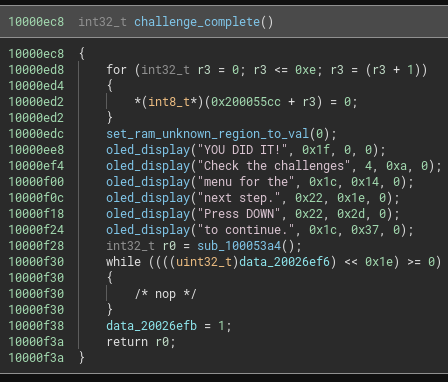 10000ec8 int32_t challenge_complete()
10000ec8 {
10000ed8 for (int32_t r3 = 0; r3 <= 0xe; r3 = (r3 + 1))
10000ed4 {
10000ed2 *(int8_t*)(0x200055cc + r3) = 0;
10000ed2 }
10000edc set_ram_unknown_region_to_val(0);
10000ee8 oled_display("YOU DID IT!", 0x1f, 0, 0);
10000ef4 oled_display("Check the challenges", 4, 0xa, 0);
10000f00 oled_display("menu for the", 0x1c, 0x14, 0);
10000f0c oled_display("next step.", 0x22, 0x1e, 0);
10000f18 oled_display("Press DOWN", 0x22, 0x2d, 0);
10000f24 oled_display("to continue.", 0x1c, 0x37, 0);
10000f28 int32_t r0 = sub_100053a4();
10000f30 while ((((uint32_t)data_20026ef6) << 0x1e) >= 0)
10000f30 {
10000f30 /* nop */
10000f30 }
10000f38 data_20026efb = 1;
10000f3a return r0;
10000f3a }